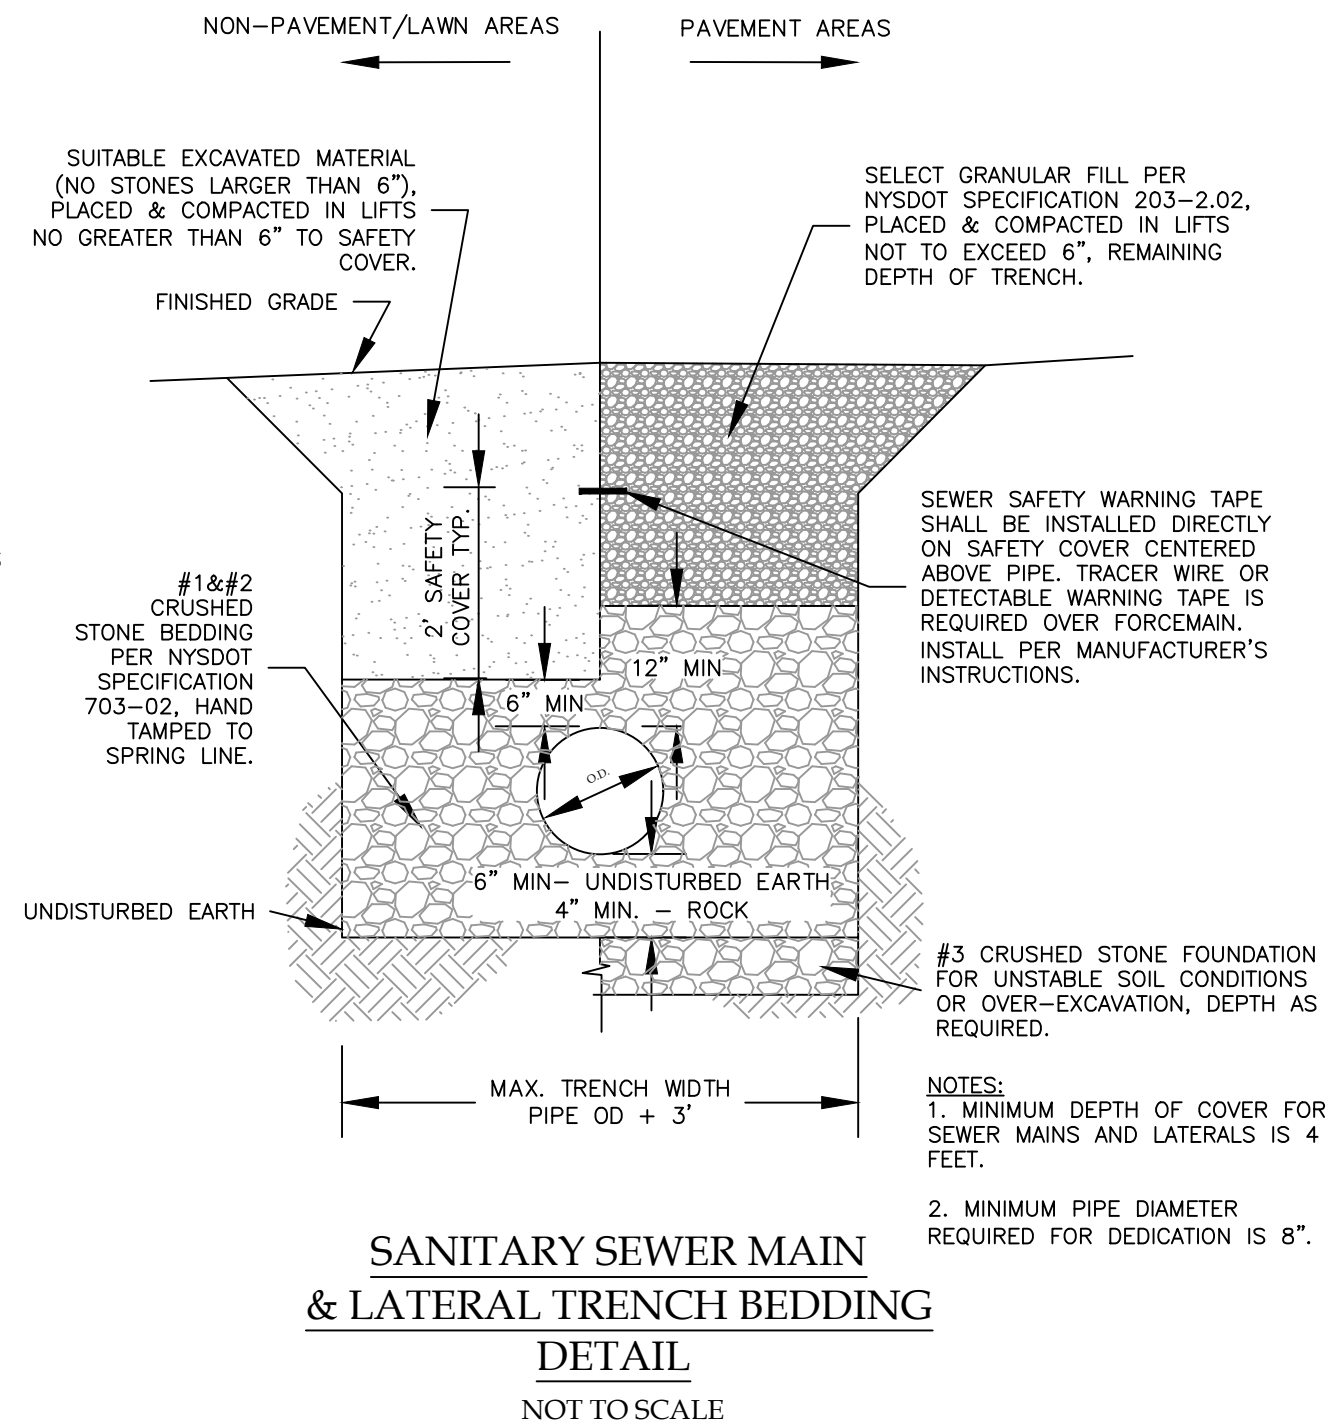 NON-PAVEMENT/LAWN AREAS
PAVEMENT AREAS
SUITABLE EXCAVATED MATERIAL
(NO STONES LARGER THAN 6"),
PLACED & COMPACTED IN LIFTS
NO GREATER THAN 6" TO SAFETY
COVER.
SELECT GRANULAR FILL PER
NYSDOT SPECIFICATION 203-2.02,
PLACED & COMPACTED IN LIFTS
NOT TO EXCEED 6", REMAINING
DEPTH OF TRENCH.
FINISHED GRADE
2' SAFETY
COVER TYP.
SEWER SAFETY WARNING TAPE
SHALL BE INSTALLED DIRECTLY
ON SAFETY COVER CENTERED
ABOVE PIPE. TRACER WIRE OR
DETECTABLE WARNING TAPE IS
REQUIRED OVER FORCEMAIN.
INSTALL PER MANUFACTURER'S
INSTRUCTIONS.
#1&#2
CRUSHED
STONE BEDDING
PER NYSDOT
SPECIFICATION
703-02, HAND
TAMPED TO
SPRING LINE.
12" MIN
6" MIN
O.D.
6" MIN- UNDISTURBED EARTH
4" MIN. - ROCK
UNDISTURBED EARTH
#3 CRUSHED STONE FOUNDATION
FOR UNSTABLE SOIL CONDITIONS
OR OVER-EXCAVATION, DEPTH AS
REQUIRED.
MAX. TRENCH WIDTH
PIPE OD + 3'
NOTES:
1. MINIMUM DEPTH OF COVER FOR
SEWER MAINS AND LATERALS IS 4
FEET.
2. MINIMUM PIPE DIAMETER
REQUIRED FOR DEDICATION IS 8".
SANITARY SEWER MAIN
& LATERAL TRENCH BEDDING
DETAIL
NOT TO SCALE